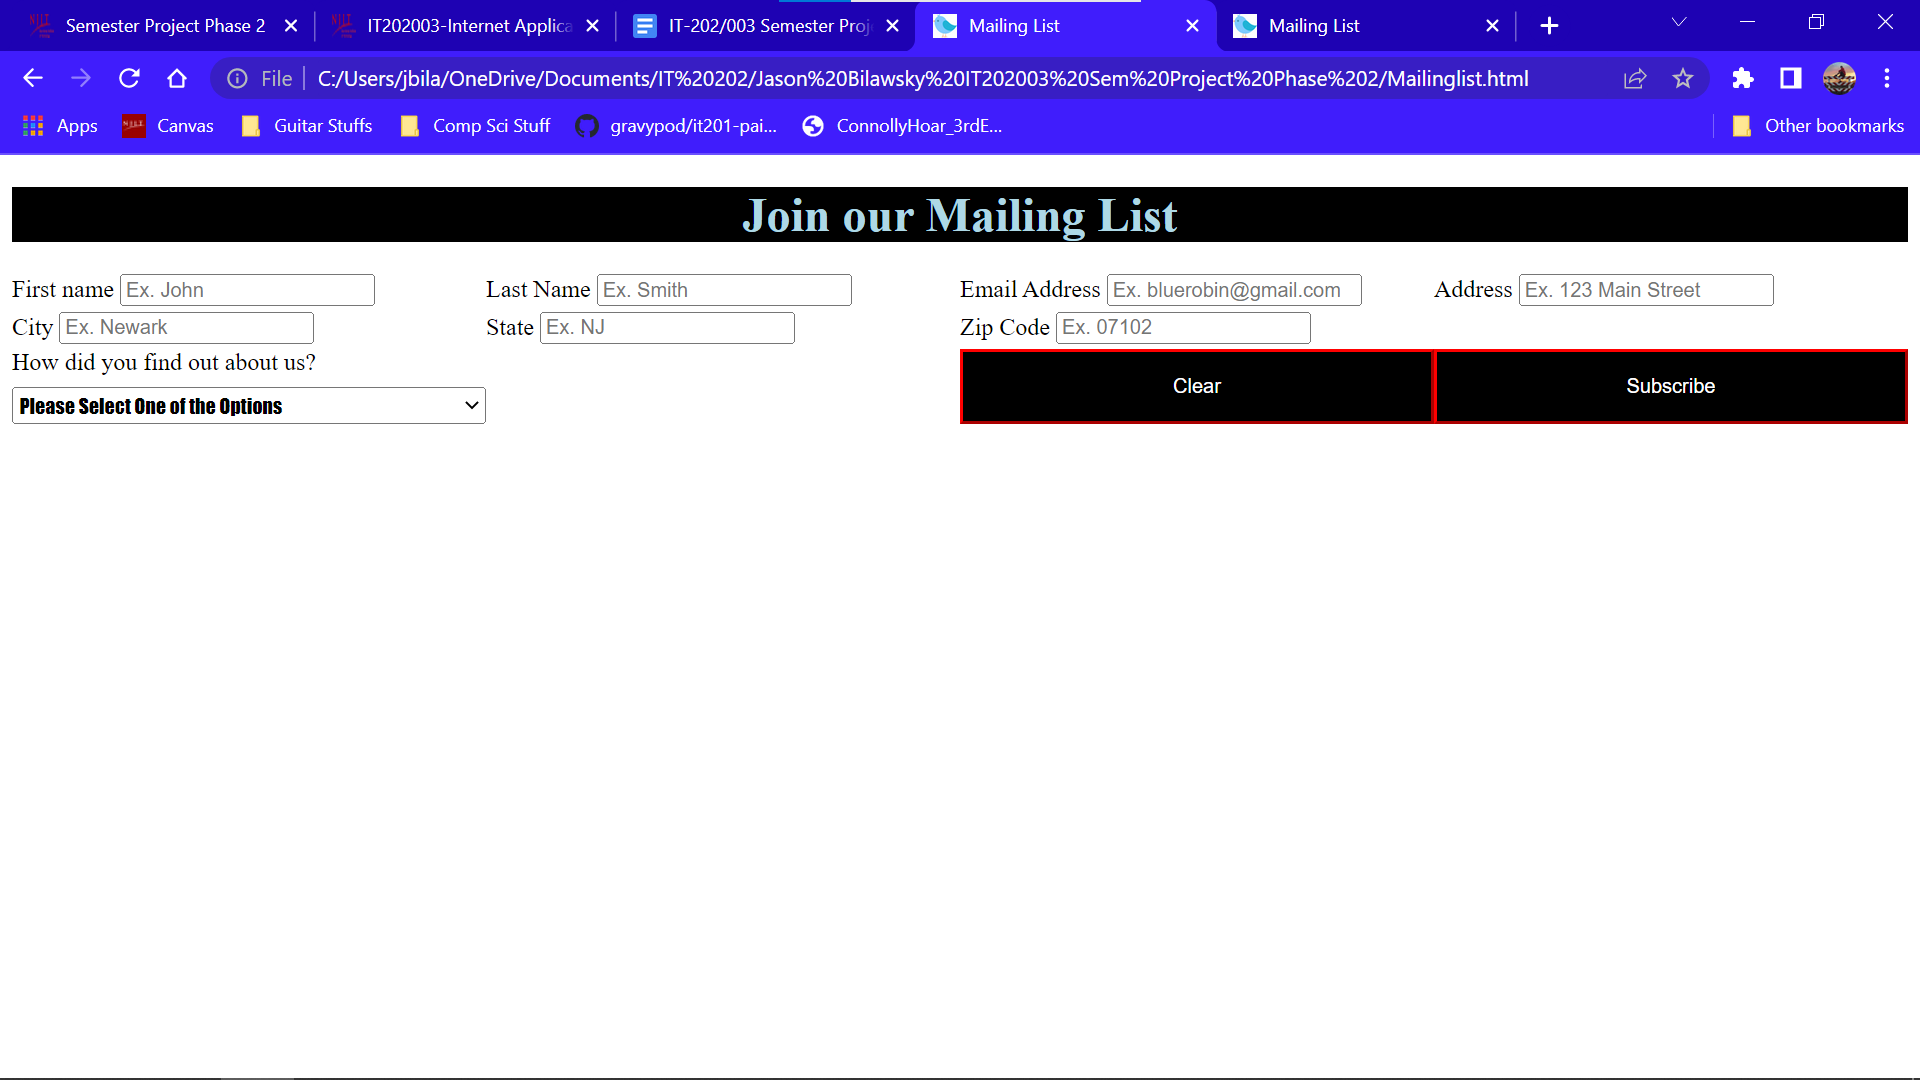 Semester Project Phase 2 IT202003-Internet Applica IT-202/003 Semester Proj Mailing List Mailing List
File C:/Users/jbila/OneDrive/Documents/IT%20202/Jason%20Bilawsky%20IT202003%20Sem%20Project%20Phase%202/Mailinglist.html
Apps Canvas Guitar Stuffs Comp Sci Stuff gravypod/it201-pai... ConnollyHoar_3rdE... Other bookmarks
Join our Mailing List
First name Ex. John Last Name Ex. Smith Email Address Ex. bluerobin@gmail.com Address Ex. 123 Main Street
City Ex. Newark State Ex. NJ Zip Code Ex. 07102
How did you find out about us?
Please Select One of the Options Clear Subscribe